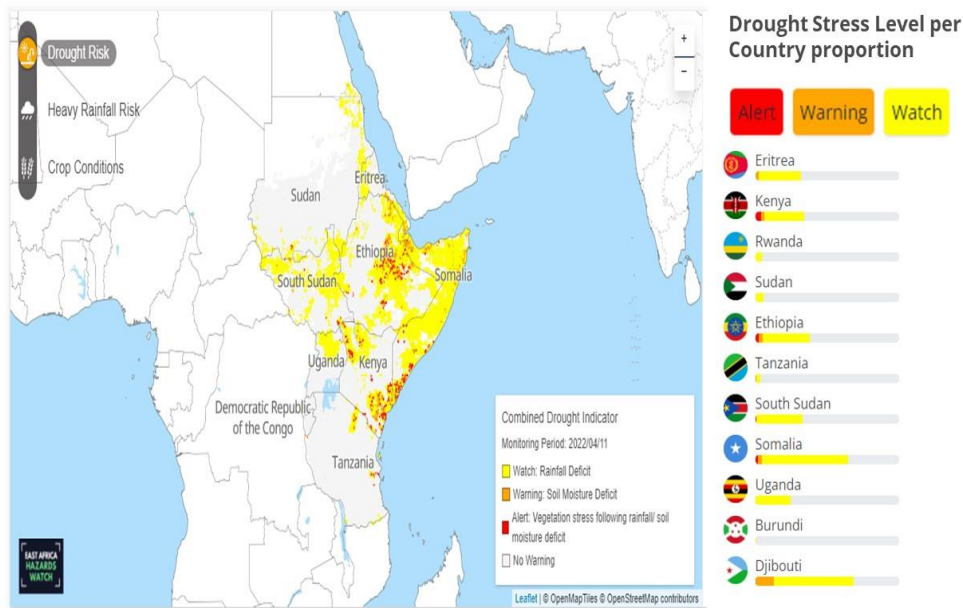 Drought Risk
Heavy Rainfall Risk
Crop Conditions
+
−
Sudan
Eritrea
Ethiopia
South Sudan
Somalia
Uganda
Kenya
Democratic Republic
of the Congo
Tanzania
Combined Drought Indicator
Monitoring Period: 2022/04/11
Watch: Rainfall Deficit
Warning: Soil Moisture Deficit
Alert: Vegetation stress following rainfall/ soil
moisture deficit
No Warning
EAST AFRICA
HAZARDS
WATCH
Leaflet | © OpenMapTiles © OpenStreetMap contributors
Drought Stress Level per
Country proportion
Alert Warning Watch
Eritrea
Kenya
Rwanda
Sudan
Ethiopia
Tanzania
South Sudan
Somalia
Uganda
Burundi
Djibouti